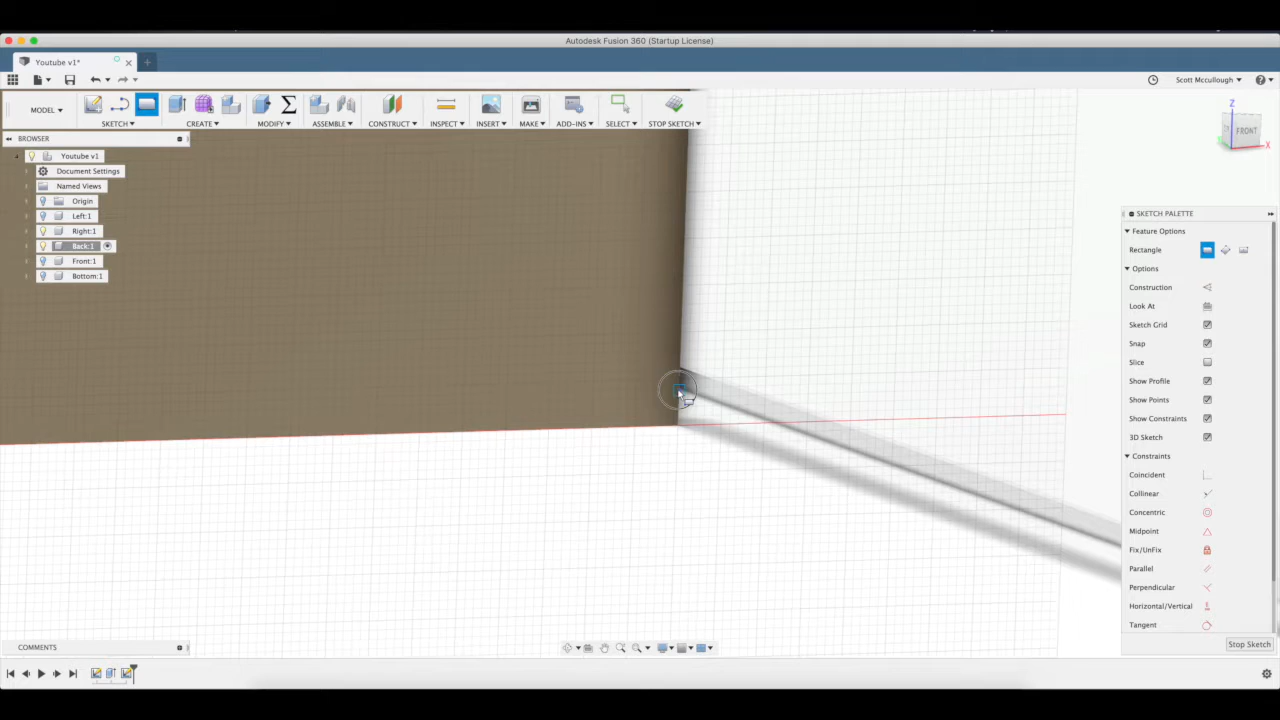 Autodesk Fusion 360 (Startup License)
Youtube v1*
Scott Mccullough
MODEL
SKETCH CREATE MODIFY ASSEMBLE CONSTRUCT INSPECT INSERT MAKE ADD-INS SELECT STOP SKETCH
BROWSER
Youtube v1
Document Settings
Named Views
Origin
Left:1
Right:1
Back:1
Front:1
Bottom:1
Z
FRONT
X
SKETCH PALETTE
Feature Options
Rectangle
Options
Construction
Look At
Sketch Grid
Snap
Slice
Show Profile
Show Points
Show Constraints
3D Sketch
Constraints
Coincident
Collinear
Concentric
Midpoint
Fix/UnFix
Parallel
Perpendicular
Horizontal/Vertical
Tangent
Stop Sketch
COMMENTS